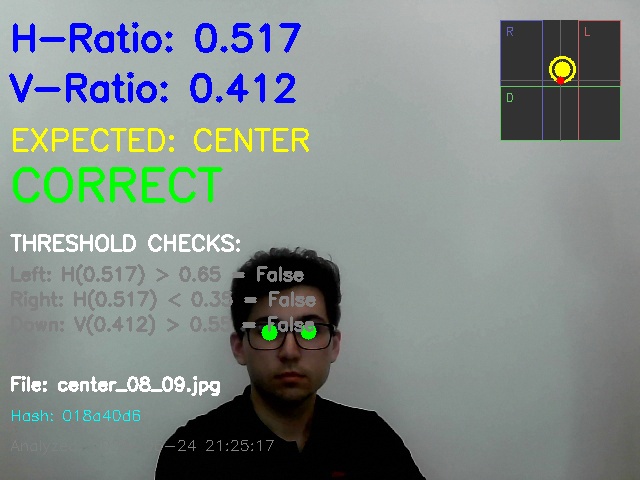 H-Ratio: 0.517
V-Ratio: 0.412
EXPECTED: CENTER
CORRECT
THRESHOLD CHECKS:
Left: H(0.517) > 0.65 = False
Right: H(0.517) < 0.35 = False
Down: V(0.412) > 0.55 = False
File: center_08_09.jpg
Hash: 018a40d6
-24 21:25:17
R
L
D